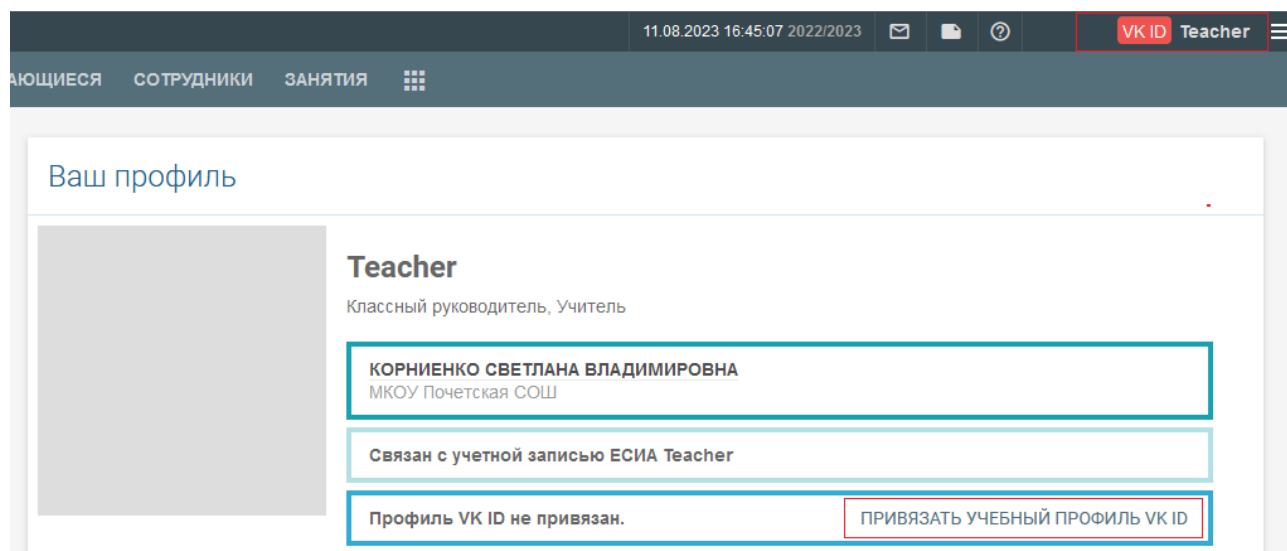 11.08.2023 16:45:07 2022/2023 VK ID Teacher
АЮЩИЕСЯ СОТРУДНИКИ ЗАНЯТИЯ
Ваш профиль
Teacher
Классный руководитель, Учитель
КОРНИЕНКО СВЕТЛАНА ВЛАДИМИРОВНА
МКОУ Почетская СОШ
Связан с учетной записью ЕСИА Teacher
Профиль VK ID не привязан. ПРИВЯЗАТЬ УЧЕБНЫЙ ПРОФИЛЬ VK ID